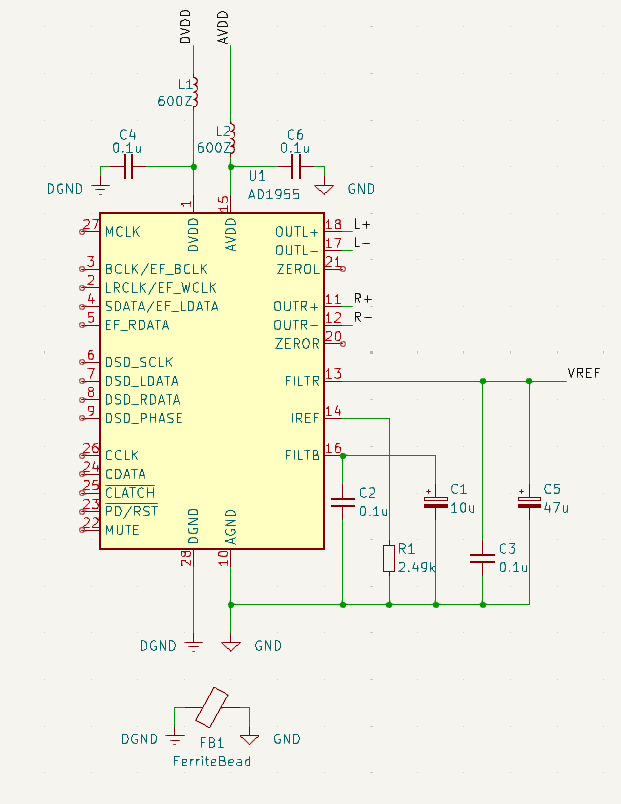 DVDD
AVDD
L1
600Z
L2
600Z
C4
0.1u
C6
0.1u
DGND
GND
U1
AD1955
1
15
DVDD
AVDD
27
MCLK
OUTL+
18
L+
OUTL-
17
L-
3
BCLK/EF_BCLK
ZEROL
21
2
LRCLK/EF_WCLK
4
SDATA/EF_LDATA
OUTR+
11
R+
5
EF_RDATA
OUTR-
12
R-
ZEROR
20
6
DSD_SCLK
7
DSD_LDATA
FILTR
13
VREF
8
DSD_RDATA
9
DSD_PHASE
IREF
14
26
CCLK
FILTB
16
24
CDATA
25
CLATCH
23
PD/RST
22
MUTE
DGND
AGND
28
10
C2
0.1u
C1
10u
C5
47u
R1
2.49k
C3
0.1u
DGND
GND
DGND
GND
FB1
FerriteBead